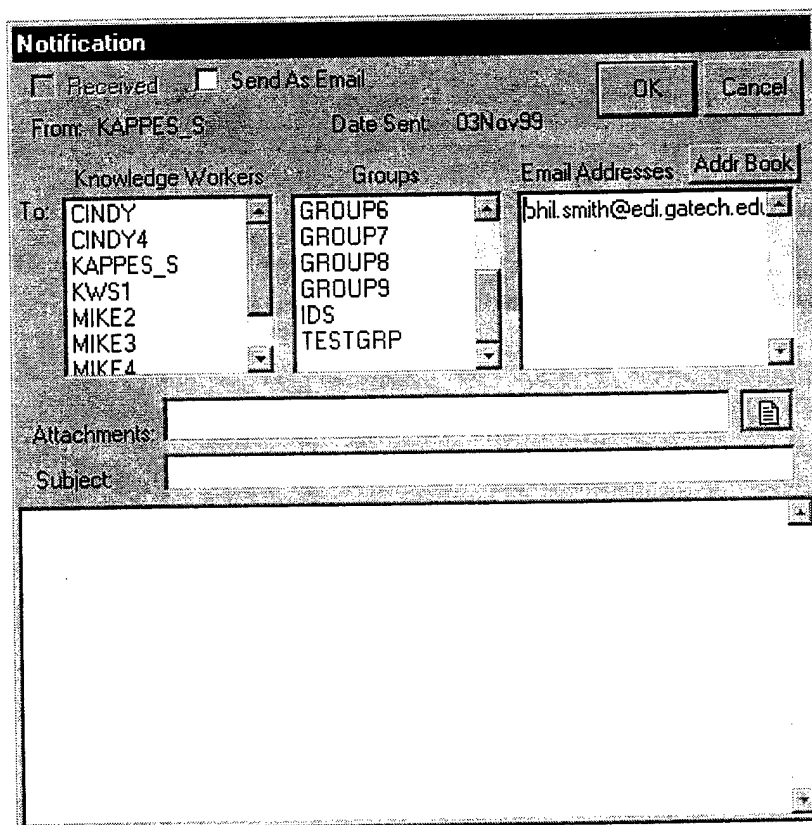 Notification
Received Send As Email OK Cancel
From: KAPPES_S Date Sent: 03Nov99
Knowledge Workers Groups Email Addresses Addr Book
To: CINDY GROUP6 phil.smith@edi.gatech.edu
CINDY4 GROUP7
KAPPES_S GROUP8
KWS1 GROUP9
MIKE2 IDS
MIKE3 TESTGRP
MIKE4
Attachments:
Subject: